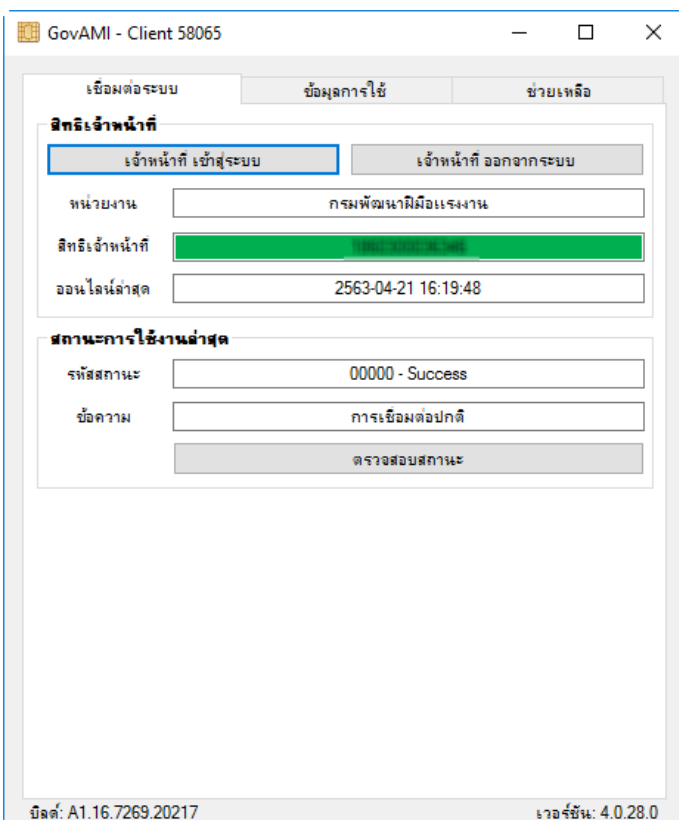 GovAMI - Client 58065
เชื่อมต่อระบบ ข้อมูลการใช้ ช่วยเหลือ
สิทธิเจ้าหน้าที่
เจ้าหน้าที่ เข้าสู่ระบบ เจ้าหน้าที่ ออกจากระบบ
หน่วยงาน กรมพัฒนาฝีมือแรงงาน
สิทธิเจ้าหน้าที่
ออนไลน์ล่าสุด 2563-04-21 16:19:48
สถานะการใช้งานล่าสุด
รหัสสถานะ 00000 - Success
ข้อความ การเชื่อมต่อปกติ
ตรวจสอบสถานะ
บิลด์: A1.16.7269.20217 เวอร์ชัน: 4.0.28.0